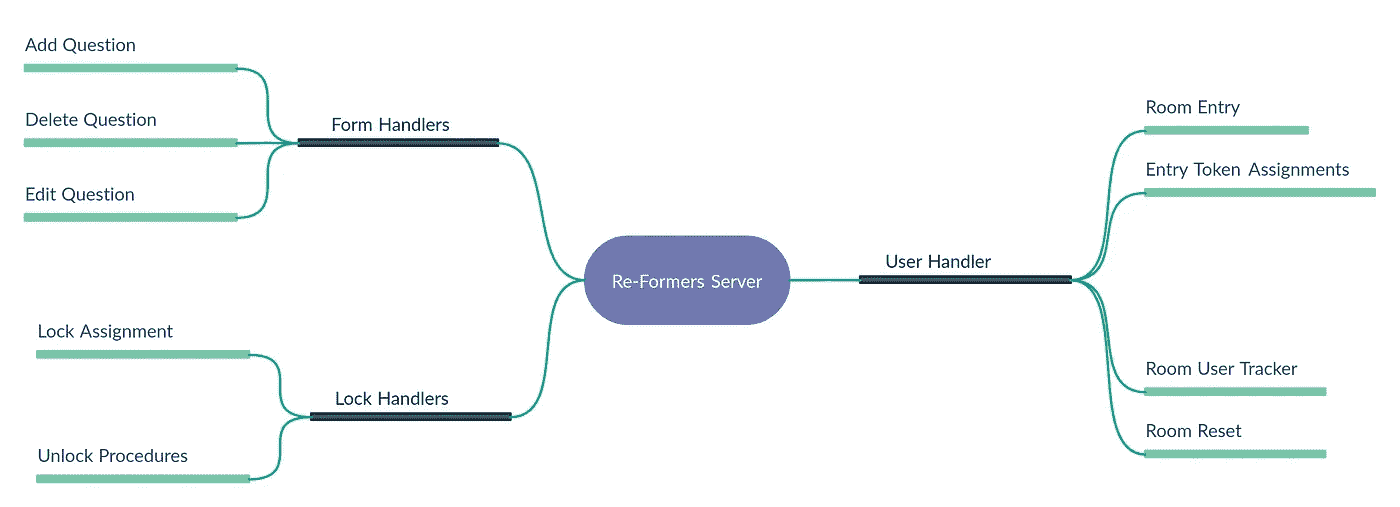 Add Question
Delete Question
Edit Question
Form Handlers
Lock Assignment
Unlock Procedures
Lock Handlers
Re-Formers Server
User Handler
Room Entry
Entry Token Assignments
Room User Tracker
Room Reset